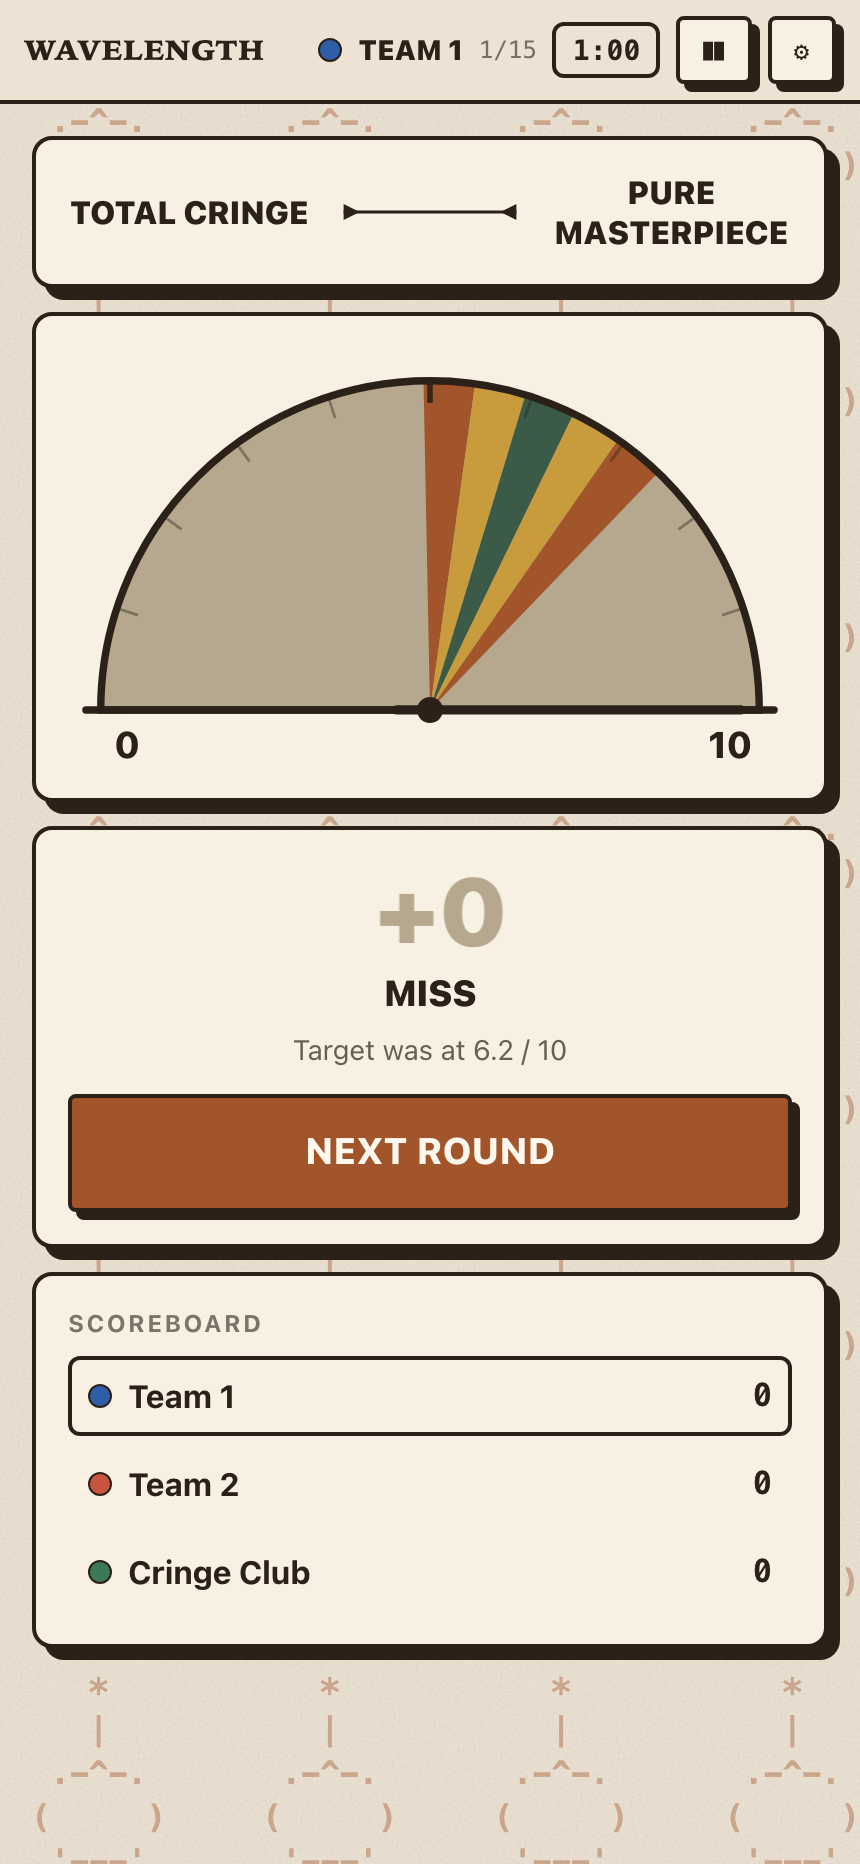 WAVELENGTH
TEAM 1 1/15 1:00
TOTAL CRINGE
PURE
MASTERPIECE
0 10
+0
MISS
Target was at 6.2 / 10
NEXT ROUND
SCOREBOARD
Team 1 0
Team 2 0
Cringe Club 0